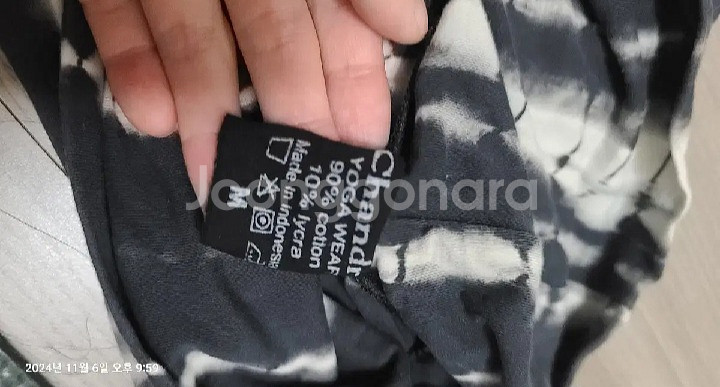 Chandr
YOGA WEAR
90% cotton
10% lycra
Made in Indonesia
M
Joonggonara
2024년 11월 6일 오후 9:59